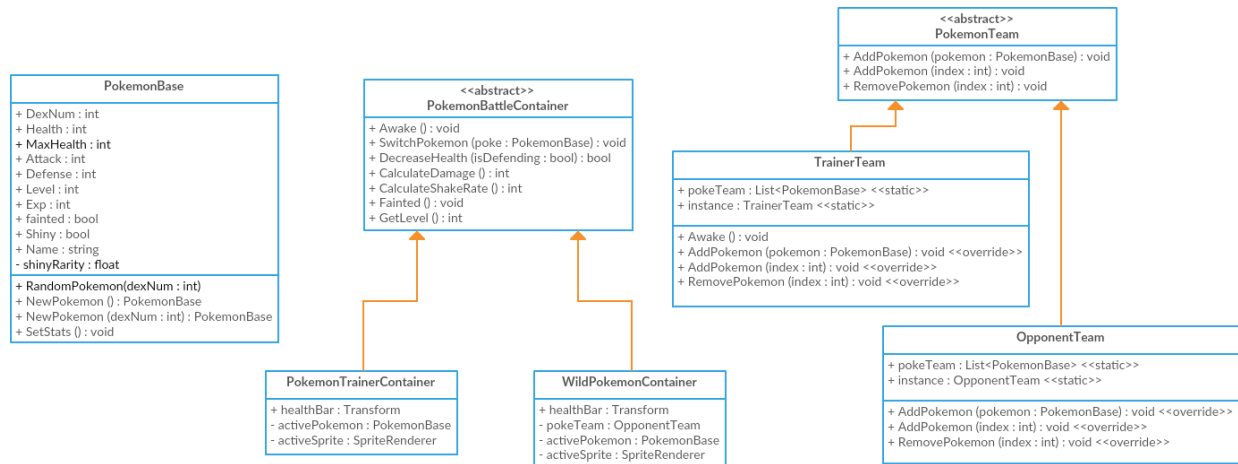 PokemonBase
+ DexNum : int
+ Health : int
+ MaxHealth : int
+ Attack : int
+ Defense : int
+ Level : int
+ Exp : int
+ fainted : bool
+ Shiny : bool
+ Name : string
- shinyRarity : float
+ RandomPokemon(dexNum : int)
+ NewPokemon () : PokemonBase
+ NewPokemon (dexNum : int) : PokemonBase
+ SetStats () : void
<<abstract>>
PokemonBattleContainer
+ Awake () : void
+ SwitchPokemon (poke : PokemonBase) : void
+ DecreaseHealth (isDefending : bool) : bool
+ CalculateDamage () : int
+ CalculateShakeRate () : int
+ Fainted () : void
+ GetLevel () : int
<<abstract>>
PokemonTeam
+ AddPokemon (pokemon : PokemonBase) : void
+ AddPokemon (index : int) : void
+ RemovePokemon (index : int) : void
TrainerTeam
+ pokeTeam : List<PokemonBase> <<static>>
+ instance : TrainerTeam <<static>>
+ Awake () : void
+ AddPokemon (pokemon : PokemonBase) : void <<override>>
+ AddPokemon (index : int) : void <<override>>
+ RemovePokemon (index : int) : void <<override>>
OpponentTeam
+ pokeTeam : List<PokemonBase> <<static>>
+ instance : OpponentTeam <<static>>
+ AddPokemon (pokemon : PokemonBase) : void <<override>>
+ AddPokemon (index : int) : void <<override>>
+ RemovePokemon (index : int) : void <<override>>
PokemonTrainerContainer
+ healthBar : Transform
- activePokemon : PokemonBase
- activeSprite : SpriteRenderer
WildPokemonContainer
+ healthBar : Transform
- pokeTeam : OpponentTeam
- activePokemon : PokemonBase
- activeSprite : SpriteRenderer